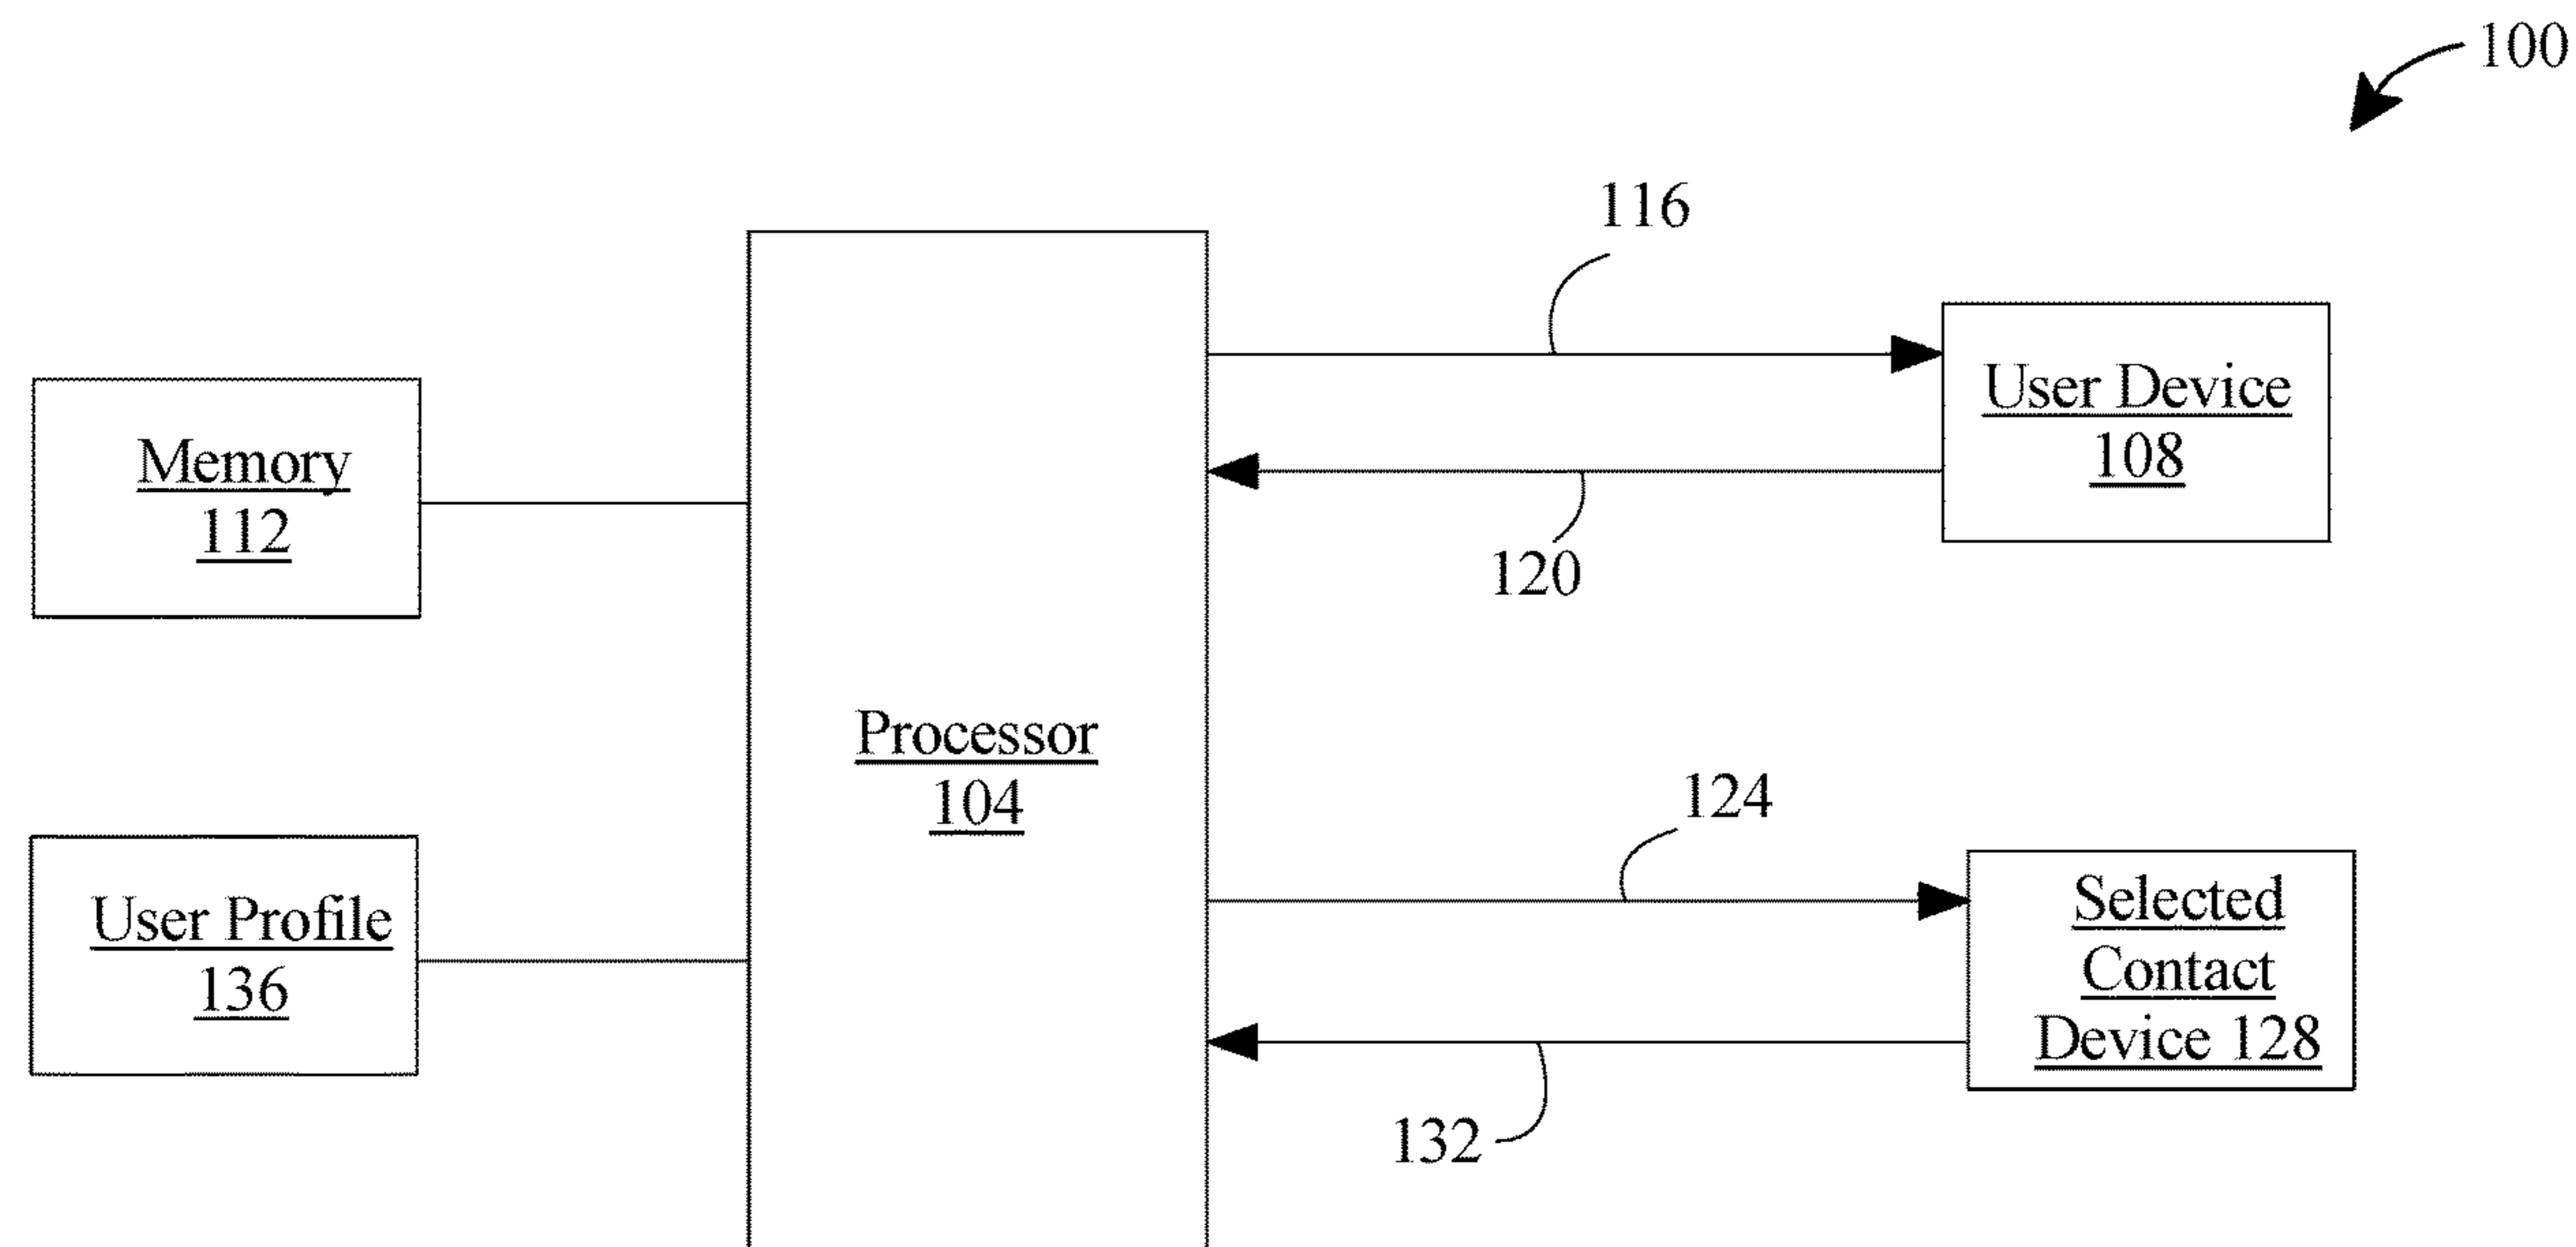 100
116
User Device
108
Memory
112
120
Processor
104
124
User Profile
136
Selected
Contact
Device 128
132